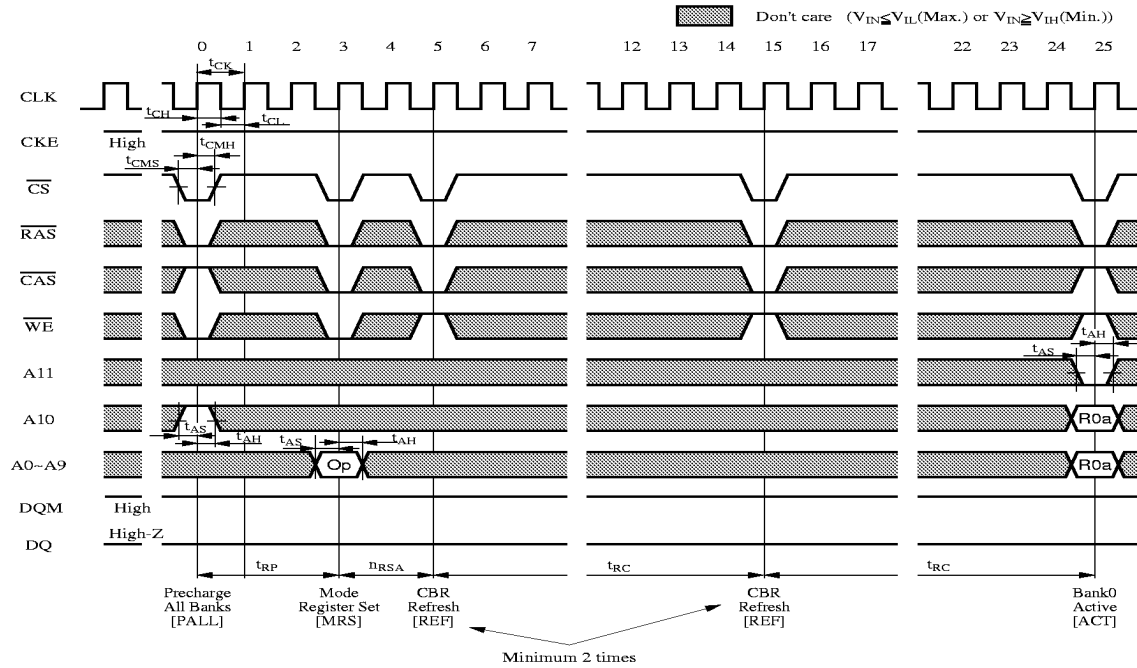 Don't care (VIN≦VIL(Max.) or VIN≧VIH(Min.))
0 1 2 3 4 5 6 7 12 13 14 15 16 17 22 23 24 25
tCK
CLK
tCH
tCL
CKE
High
tCMH
tCMS
CS
RAS
CAS
WE
tAH
tAS
A11
A10
R0a
tAS
tAH
tAS
tAH
A0~A9
Op
R0a
DQM
High
High-Z
DQ
tRP nRSA tRC tRC
Precharge
All Banks
[PALL]
Mode
Register Set
[MRS]
CBR
Refresh
[REF]
CBR
Refresh
[REF]
Bank0
Active
[ACT]
Minimum 2 times